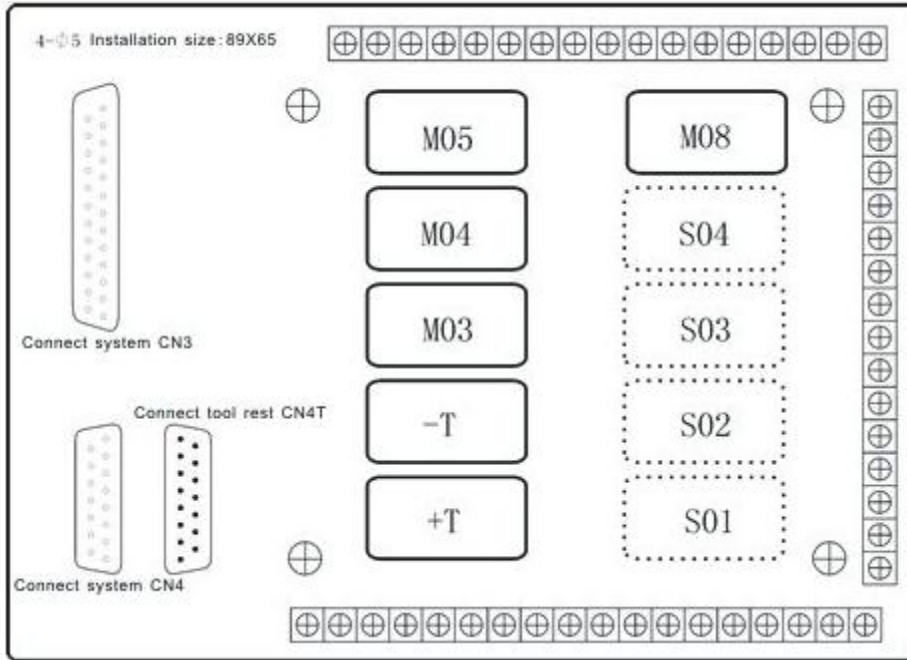 4-Φ5 Installation size:89X65
M05
M08
M04
S04
M03
S03
Connect system CN3
-T
S02
Connect tool rest CN4T
+T
S01
Connect system CN4